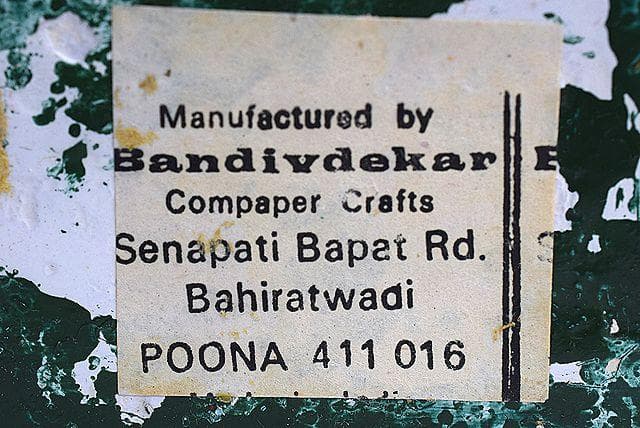 Manufactured by
Bandivdekar
Compaper Crafts
Senapati Bapat Rd.
Bahiratwadi
POONA 411 016